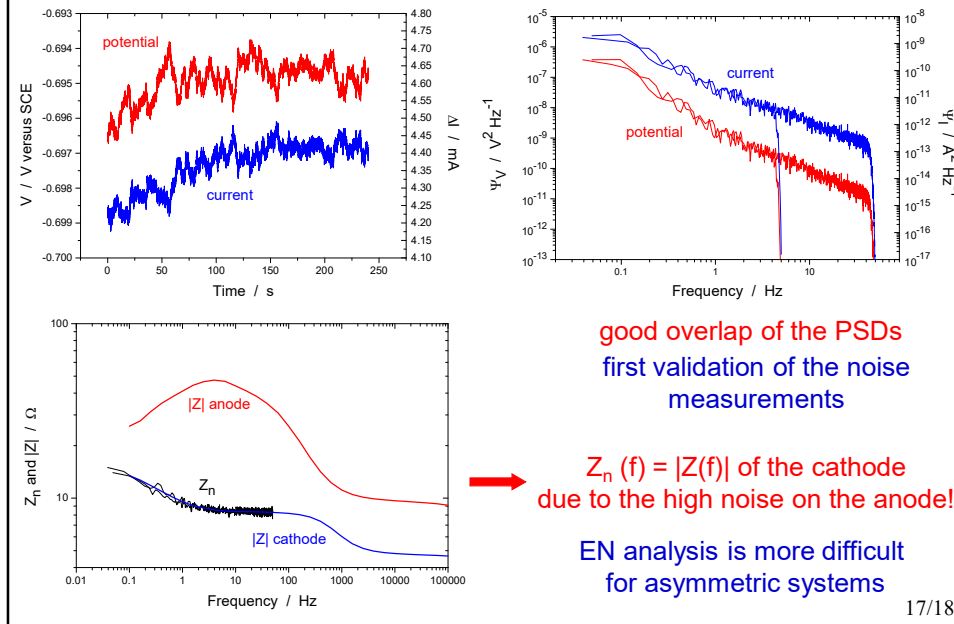 -0.693
-0.694
-0.695
-0.696
-0.697
-0.698
-0.699
-0.700
V / V versus SCE
potential
current
4.80
4.75
4.70
4.65
4.60
4.55
4.50
4.45
4.40
4.35
4.30
4.25
4.20
4.15
4.10
ΔI / mA
0 50 100 150 200 250
Time / s
10⁻⁵
10⁻⁶
10⁻⁷
10⁻⁸
10⁻⁹
10⁻¹⁰
10⁻¹¹
10⁻¹²
10⁻¹³
Ψ_V / V² Hz⁻¹
current
potential
10⁻⁸
10⁻⁹
10⁻¹⁰
10⁻¹¹
10⁻¹²
10⁻¹³
10⁻¹⁴
10⁻¹⁵
10⁻¹⁶
10⁻¹⁷
Ψ_I / A² Hz⁻¹
0.1 1 10
Frequency / Hz
100
10
Z_n and |Z| / Ω
|Z| anode
Z_n
|Z| cathode
0.01 0.1 1 10 100 1000 10000 100000
Frequency / Hz
good overlap of the PSDs
first validation of the noise
measurements
Z_n (f) = |Z(f)| of the cathode
due to the high noise on the anode!
EN analysis is more difficult
for asymmetric systems
17/18